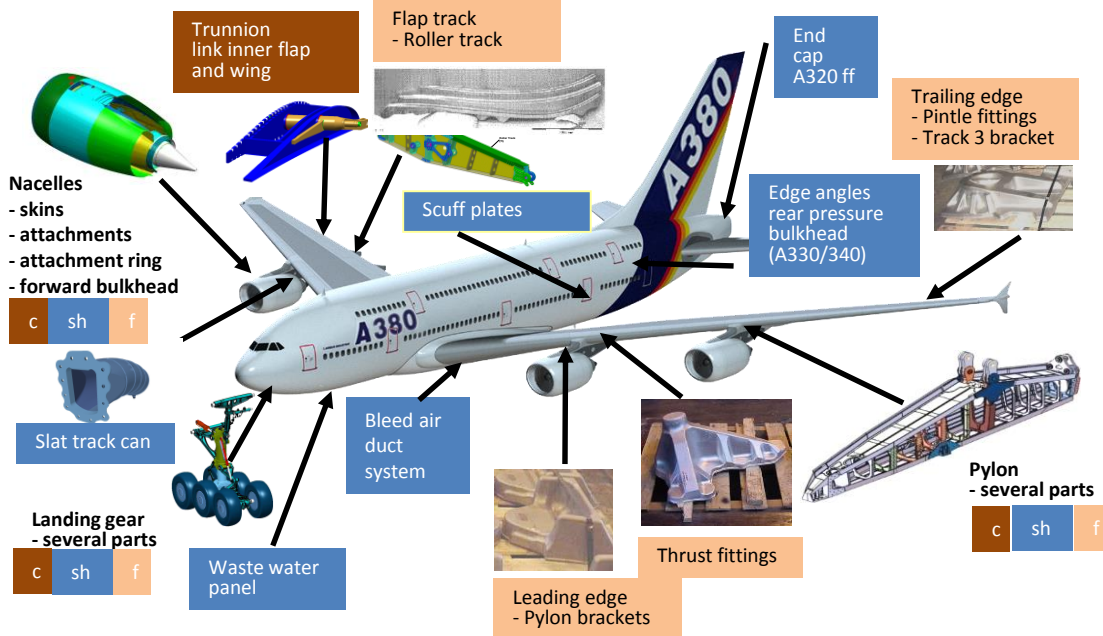 Trunnion
link inner flap
and wing
Flap track
- Roller track
End
cap
A320 ff
Trailing edge
- Pintle fittings
- Track 3 bracket
A380
Scuff plates
Edge angles
rear pressure
bulkhead
(A330/340)
Nacelles
- skins
- attachments
- attachment ring
- forward bulkhead
c sh f
A380
Slat track can
Bleed air
duct
system
Landing gear
- several parts
c sh f
Waste water
panel
Thrust fittings
Leading edge
- Pylon brackets
Pylon
- several parts
c sh f